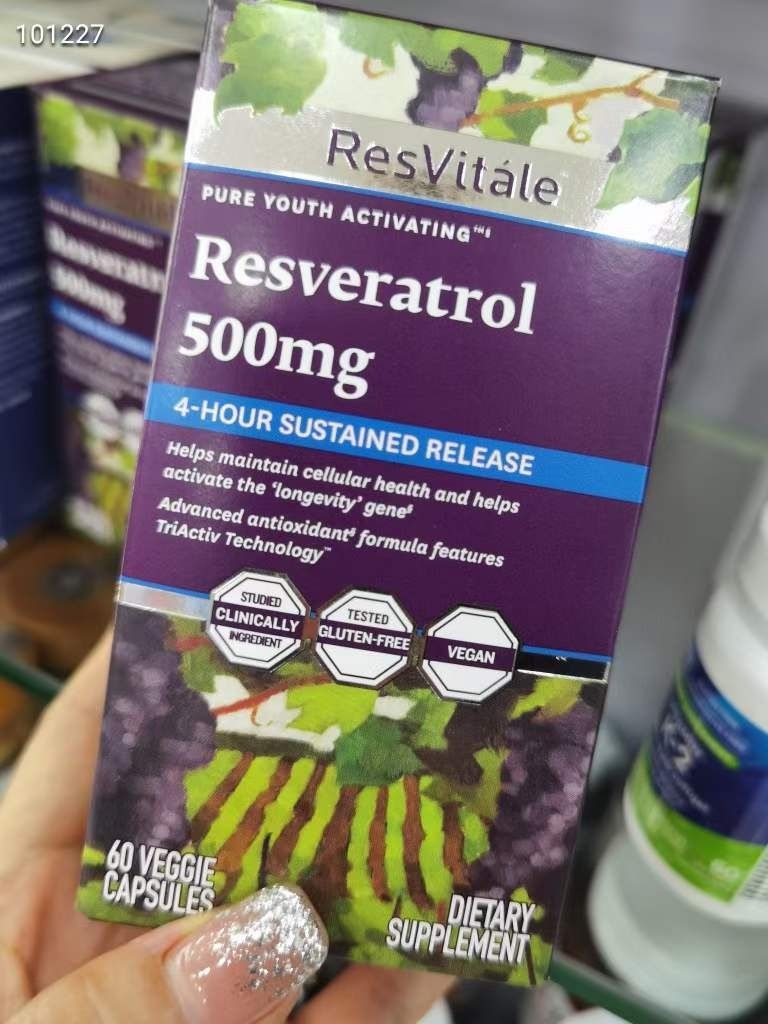 101227
ResVitále
PURE YOUTH ACTIVATING™‡
Resveratrol
500mg
4-HOUR SUSTAINED RELEASE
Helps maintain cellular health and helps
activate the 'longevity' gene‡
Advanced antioxidant‡ formula features
TriActiv Technology™
STUDIED
CLINICALLY
INGREDIENT
TESTED
GLUTEN-FREE
VEGAN
60 VEGGIE
CAPSULES
DIETARY
SUPPLEMENT
500mg